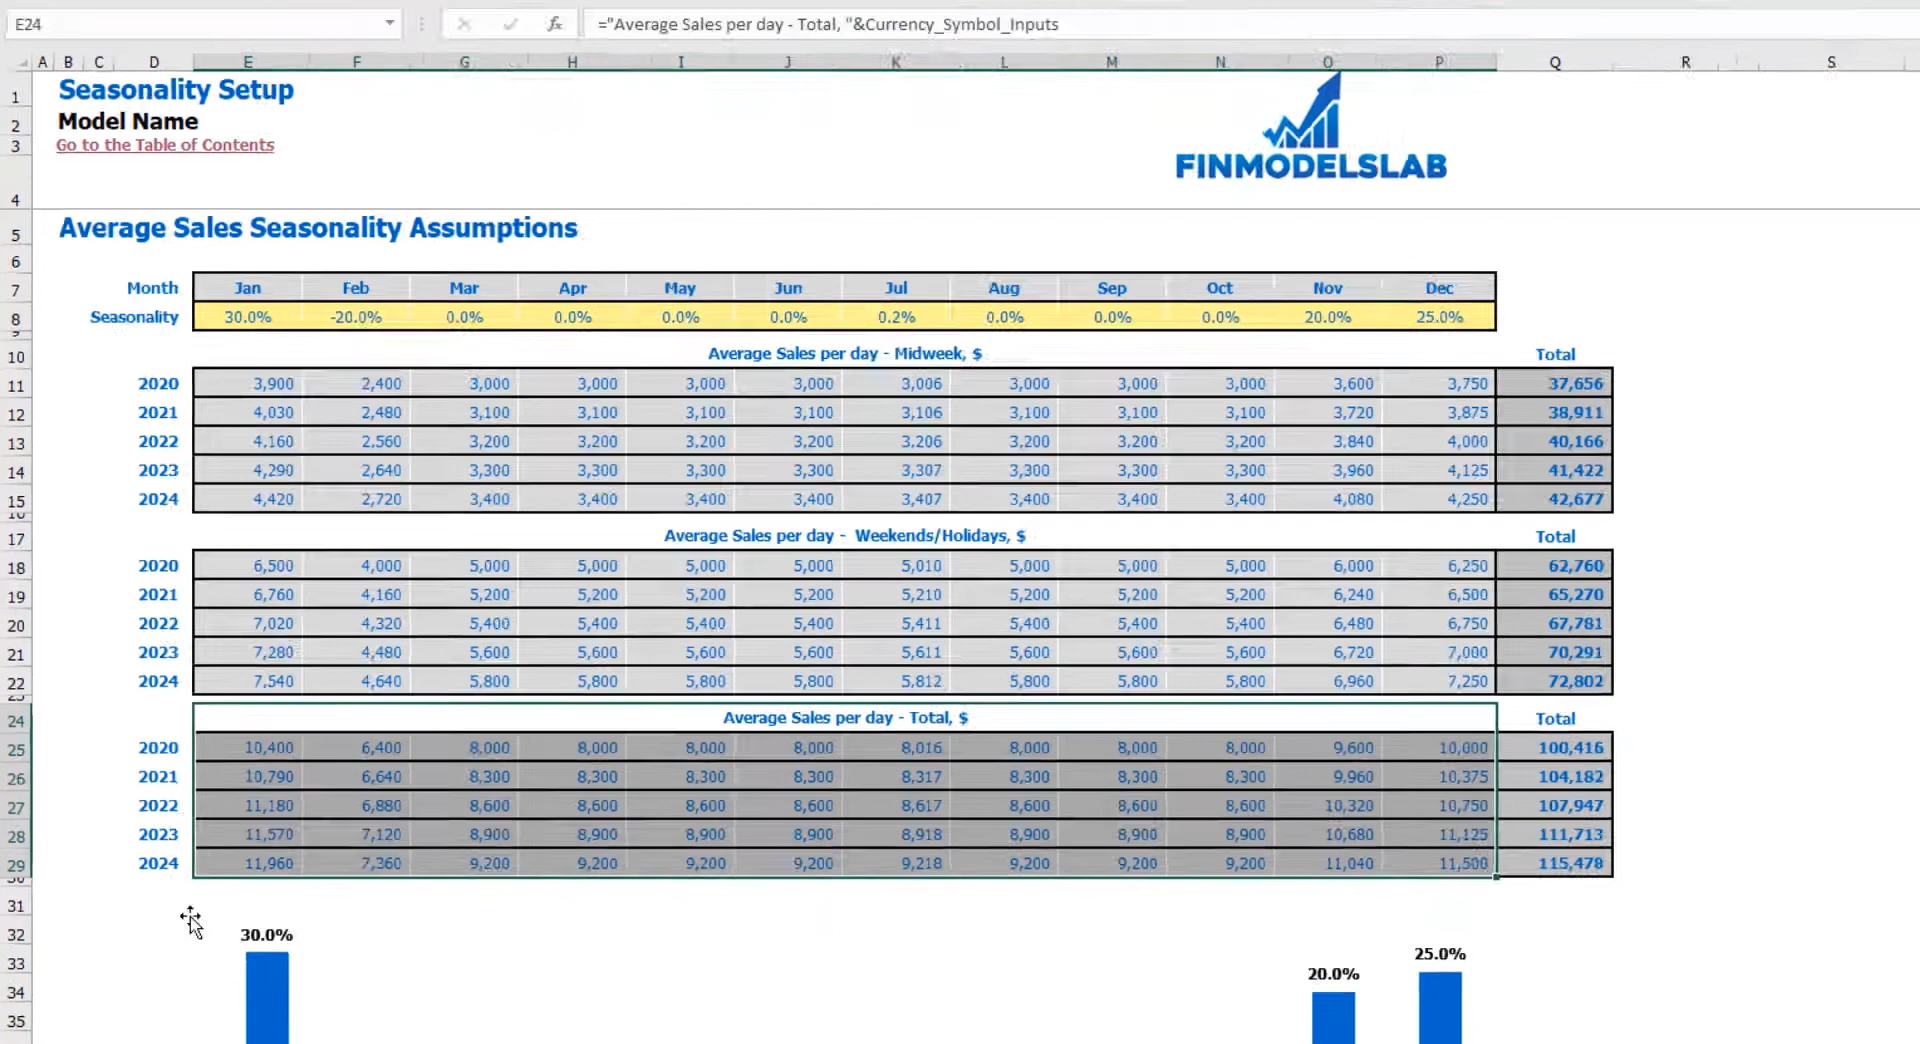 E24 fx ="Average Sales per day - Total, "&Currency_Symbol_Inputs
A B C D E F G H I J K L M N O P Q R S
1 Seasonality Setup
2 Model Name
3 Go to the Table of Contents
FINMODELSLAB
4
5 Average Sales Seasonality Assumptions
6
7 Month Jan Feb Mar Apr May Jun Jul Aug Sep Oct Nov Dec
8 Seasonality 30.0% -20.0% 0.0% 0.0% 0.0% 0.0% 0.2% 0.0% 0.0% 0.0% 20.0% 25.0%
9
10 Average Sales per day - Midweek, $ Total
11 2020 3,900 2,400 3,000 3,000 3,000 3,000 3,006 3,000 3,000 3,000 3,600 3,750 37,656
12 2021 4,030 2,480 3,100 3,100 3,100 3,100 3,106 3,100 3,100 3,100 3,720 3,875 38,911
13 2022 4,160 2,560 3,200 3,200 3,200 3,200 3,206 3,200 3,200 3,200 3,840 4,000 40,166
14 2023 4,290 2,640 3,300 3,300 3,300 3,300 3,307 3,300 3,300 3,300 3,960 4,125 41,422
15 2024 4,420 2,720 3,400 3,400 3,400 3,400 3,407 3,400 3,400 3,400 4,080 4,250 42,677
16
17 Average Sales per day - Weekends/Holidays, $ Total
18 2020 6,500 4,000 5,000 5,000 5,000 5,000 5,010 5,000 5,000 5,000 6,000 6,250 62,760
19 2021 6,760 4,160 5,200 5,200 5,200 5,200 5,210 5,200 5,200 5,200 6,240 6,500 65,270
20 2022 7,020 4,320 5,400 5,400 5,400 5,400 5,411 5,400 5,400 5,400 6,480 6,750 67,781
21 2023 7,280 4,480 5,600 5,600 5,600 5,600 5,611 5,600 5,600 5,600 6,720 7,000 70,291
22 2024 7,540 4,640 5,800 5,800 5,800 5,800 5,812 5,800 5,800 5,800 6,960 7,250 72,802
23
24 Average Sales per day - Total, $ Total
25 2020 10,400 6,400 8,000 8,000 8,000 8,000 8,016 8,000 8,000 8,000 9,600 10,000 100,416
26 2021 10,790 6,640 8,300 8,300 8,300 8,300 8,317 8,300 8,300 8,300 9,960 10,375 104,182
27 2022 11,180 6,880 8,600 8,600 8,600 8,600 8,617 8,600 8,600 8,600 10,320 10,750 107,947
28 2023 11,570 7,120 8,900 8,900 8,900 8,900 8,918 8,900 8,900 8,900 10,680 11,125 111,713
29 2024 11,960 7,360 9,200 9,200 9,200 9,200 9,218 9,200 9,200 9,200 11,040 11,500 115,478
30
31
32 30.0%
33 25.0%
20.0%
34
35